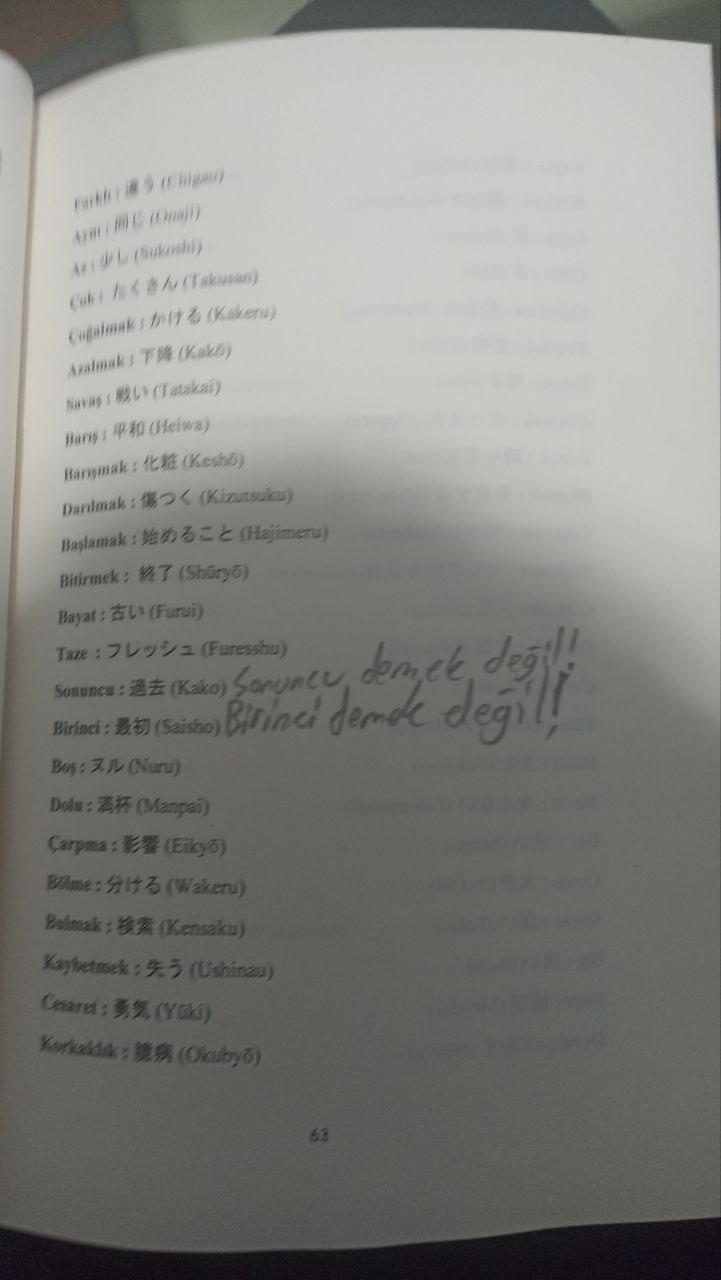 Farklı : 違う (Chigau)
Aynı : 同じ (Onaji)
Az : 少し (Sukoshi)
Çok : たくさん (Takusan)
Çoğalmak : かける (Kakeru)
Azalmak : 下降 (Kakō)
Savaş : 戦い (Tatakai)
Barış : 平和 (Heiwa)
Barışmak : 化粧 (Keshō)
Darılmak : 傷つく (Kizutsuku)
Başlamak : 始めること (Hajimeru)
Bitirmek : 終了 (Shūryō)
Bayat : 古い (Furui)
Taze : フレッシュ (Furesshu)
Sonuncu : 過去 (Kako) Sonuncu demek değil!
Birinci : 最初 (Saisho) Birinci demek değil!
Boş : ヌル (Nuru)
Dolu : 満杯 (Manpai)
Çarpma : 影響 (Eikyō)
Bölme : 分ける (Wakeru)
Bulmak : 検索 (Kensaku)
Kaybetmek : 失う (Ushinau)
Cesaret : 勇気 (Yūki)
Korkaklık : 臆病 (Okubyō)
63